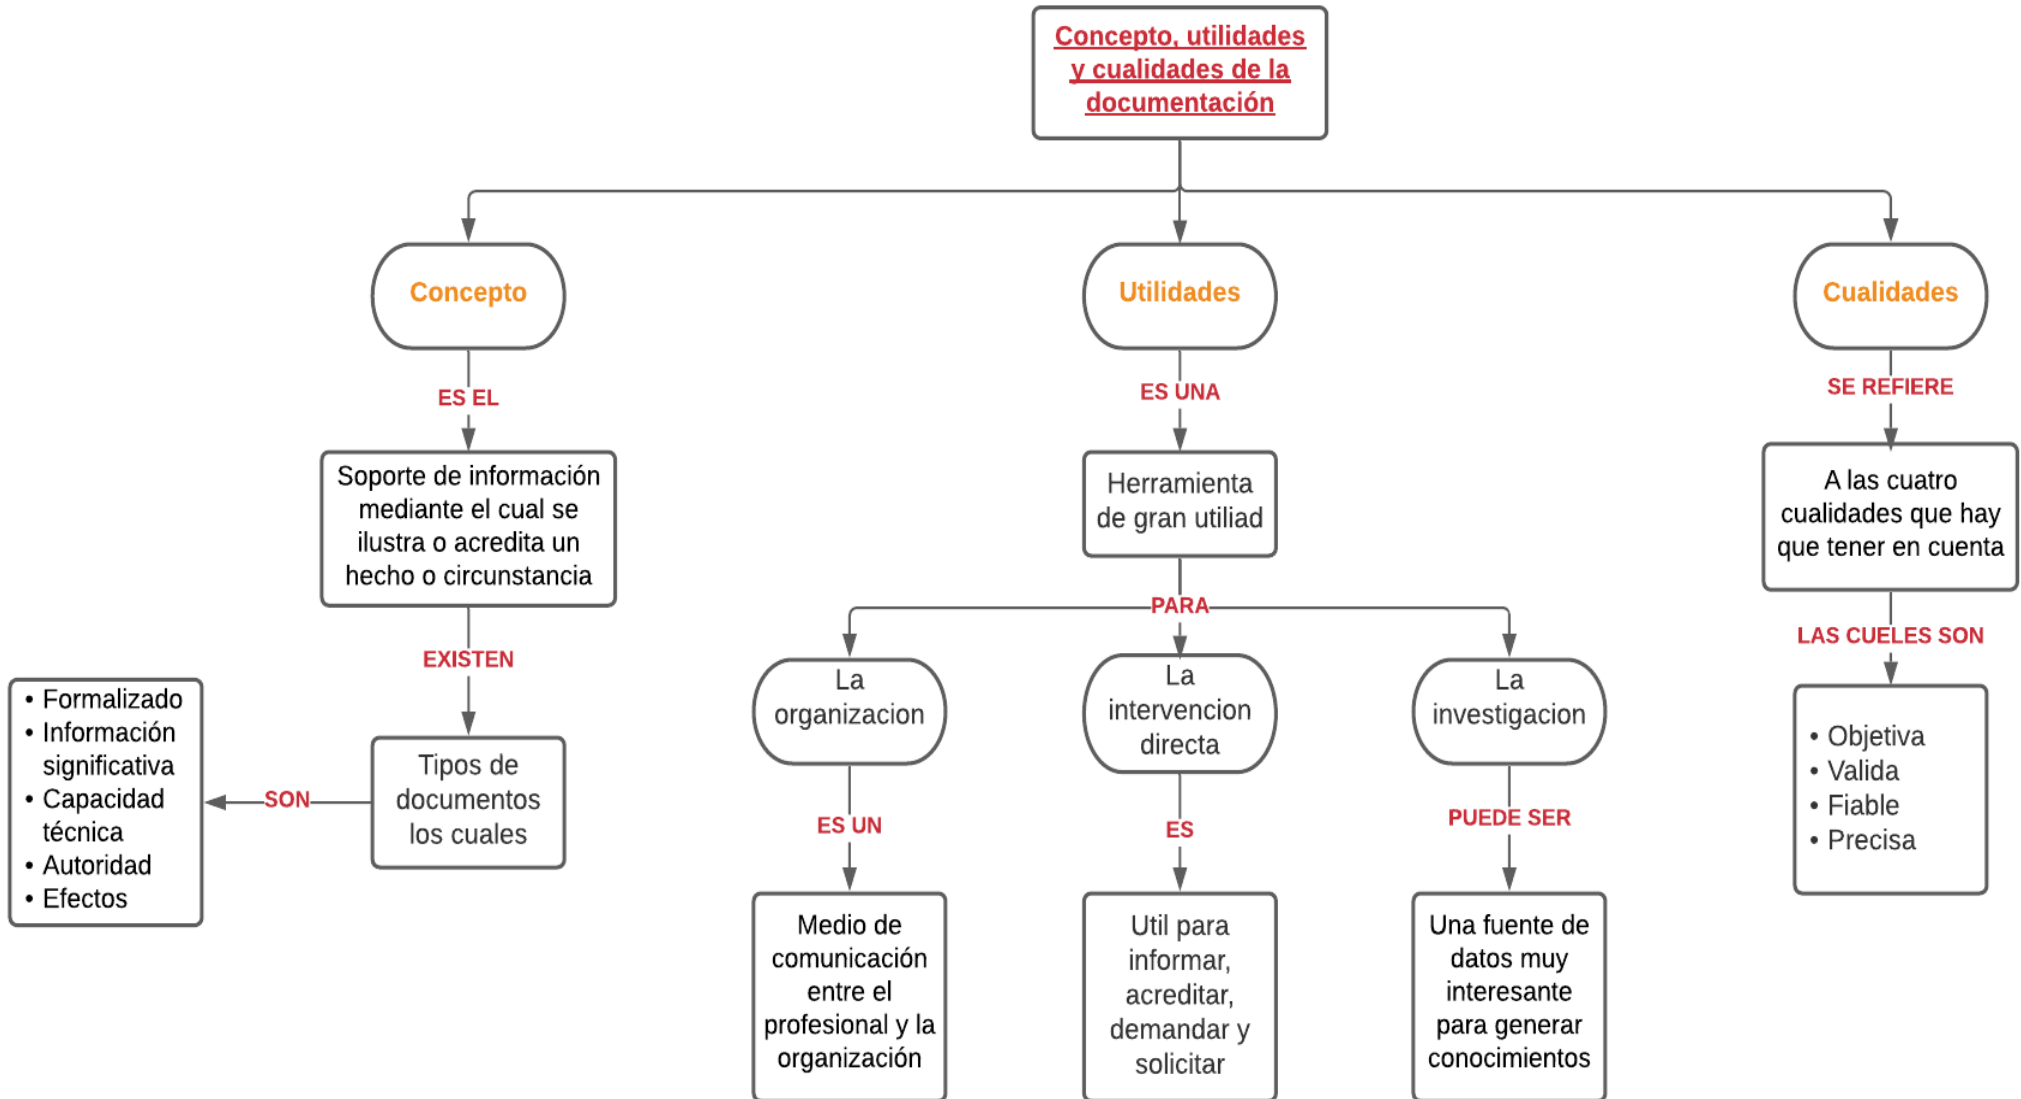 Concepto, utilidades
y cualidades de la
documentación
Concepto
Utilidades
Cualidades
ES EL
ES UNA
SE REFIERE
Soporte de información
mediante el cual se
ilustra o acredita un
hecho o circunstancia
Herramienta
de gran utiliad
A las cuatro
cualidades que hay
que tener en cuenta
EXISTEN
PARA
LAS CUELES SON
• Formalizado
• Información
significativa
• Capacidad
técnica
• Autoridad
• Efectos
SON
Tipos de
documentos
los cuales
La
organizacion
La
intervencion
directa
La
investigacion
• Objetiva
• Valida
• Fiable
• Precisa
ES UN
ES
PUEDE SER
Medio de
comunicación
entre el
profesional y la
organización
Util para
informar,
acreditar,
demandar y
solicitar
Una fuente de
datos muy
interesante
para generar
conocimientos